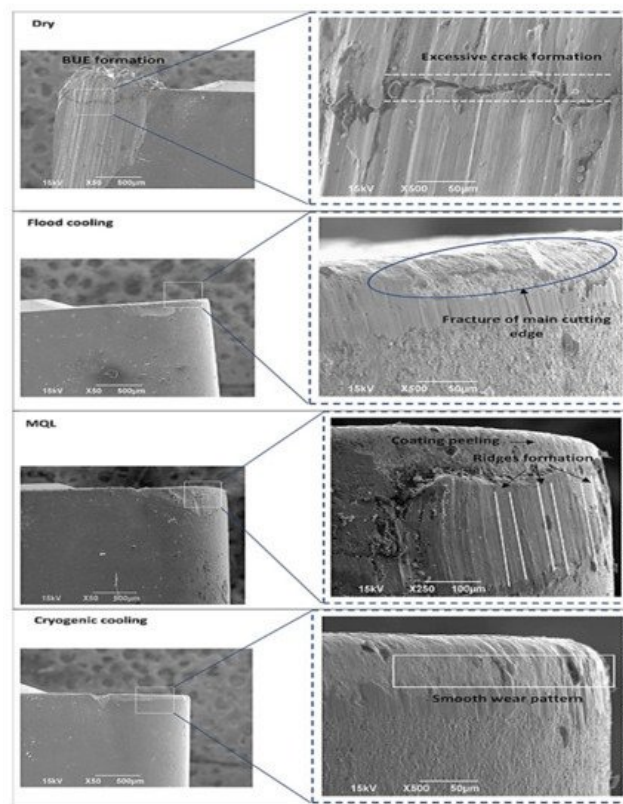 Dry
BUE formation
15kV X50 500µm
Excessive crack formation
15kV X500 50µm
Flood cooling
15kV X50 500µm
Fracture of main cutting
edge
15kV X500 50µm
MQL
15kV X50 500µm
Coating peeling
Ridges formation
15kV X250 100µm
Cryogenic cooling
15kV X50 500µm
Smooth wear pattern
15kV X500 50µm